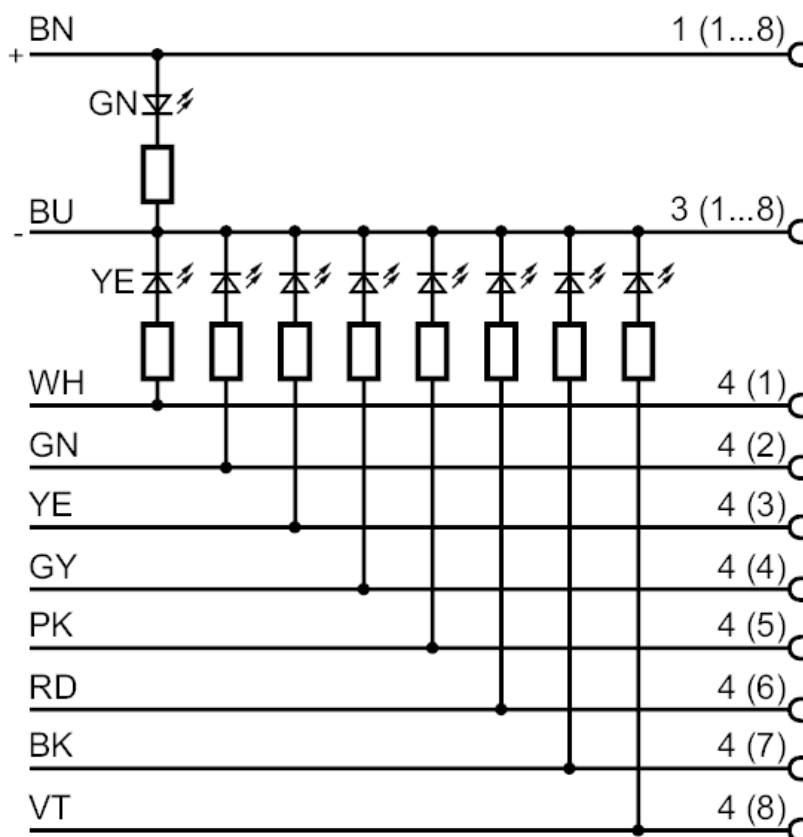 BN 1 (1...8)
+
GN
BU 3 (1...8)
-
YE
WH 4 (1)
GN 4 (2)
YE 4 (3)
GY 4 (4)
PK 4 (5)
RD 4 (6)
BK 4 (7)
VT 4 (8)